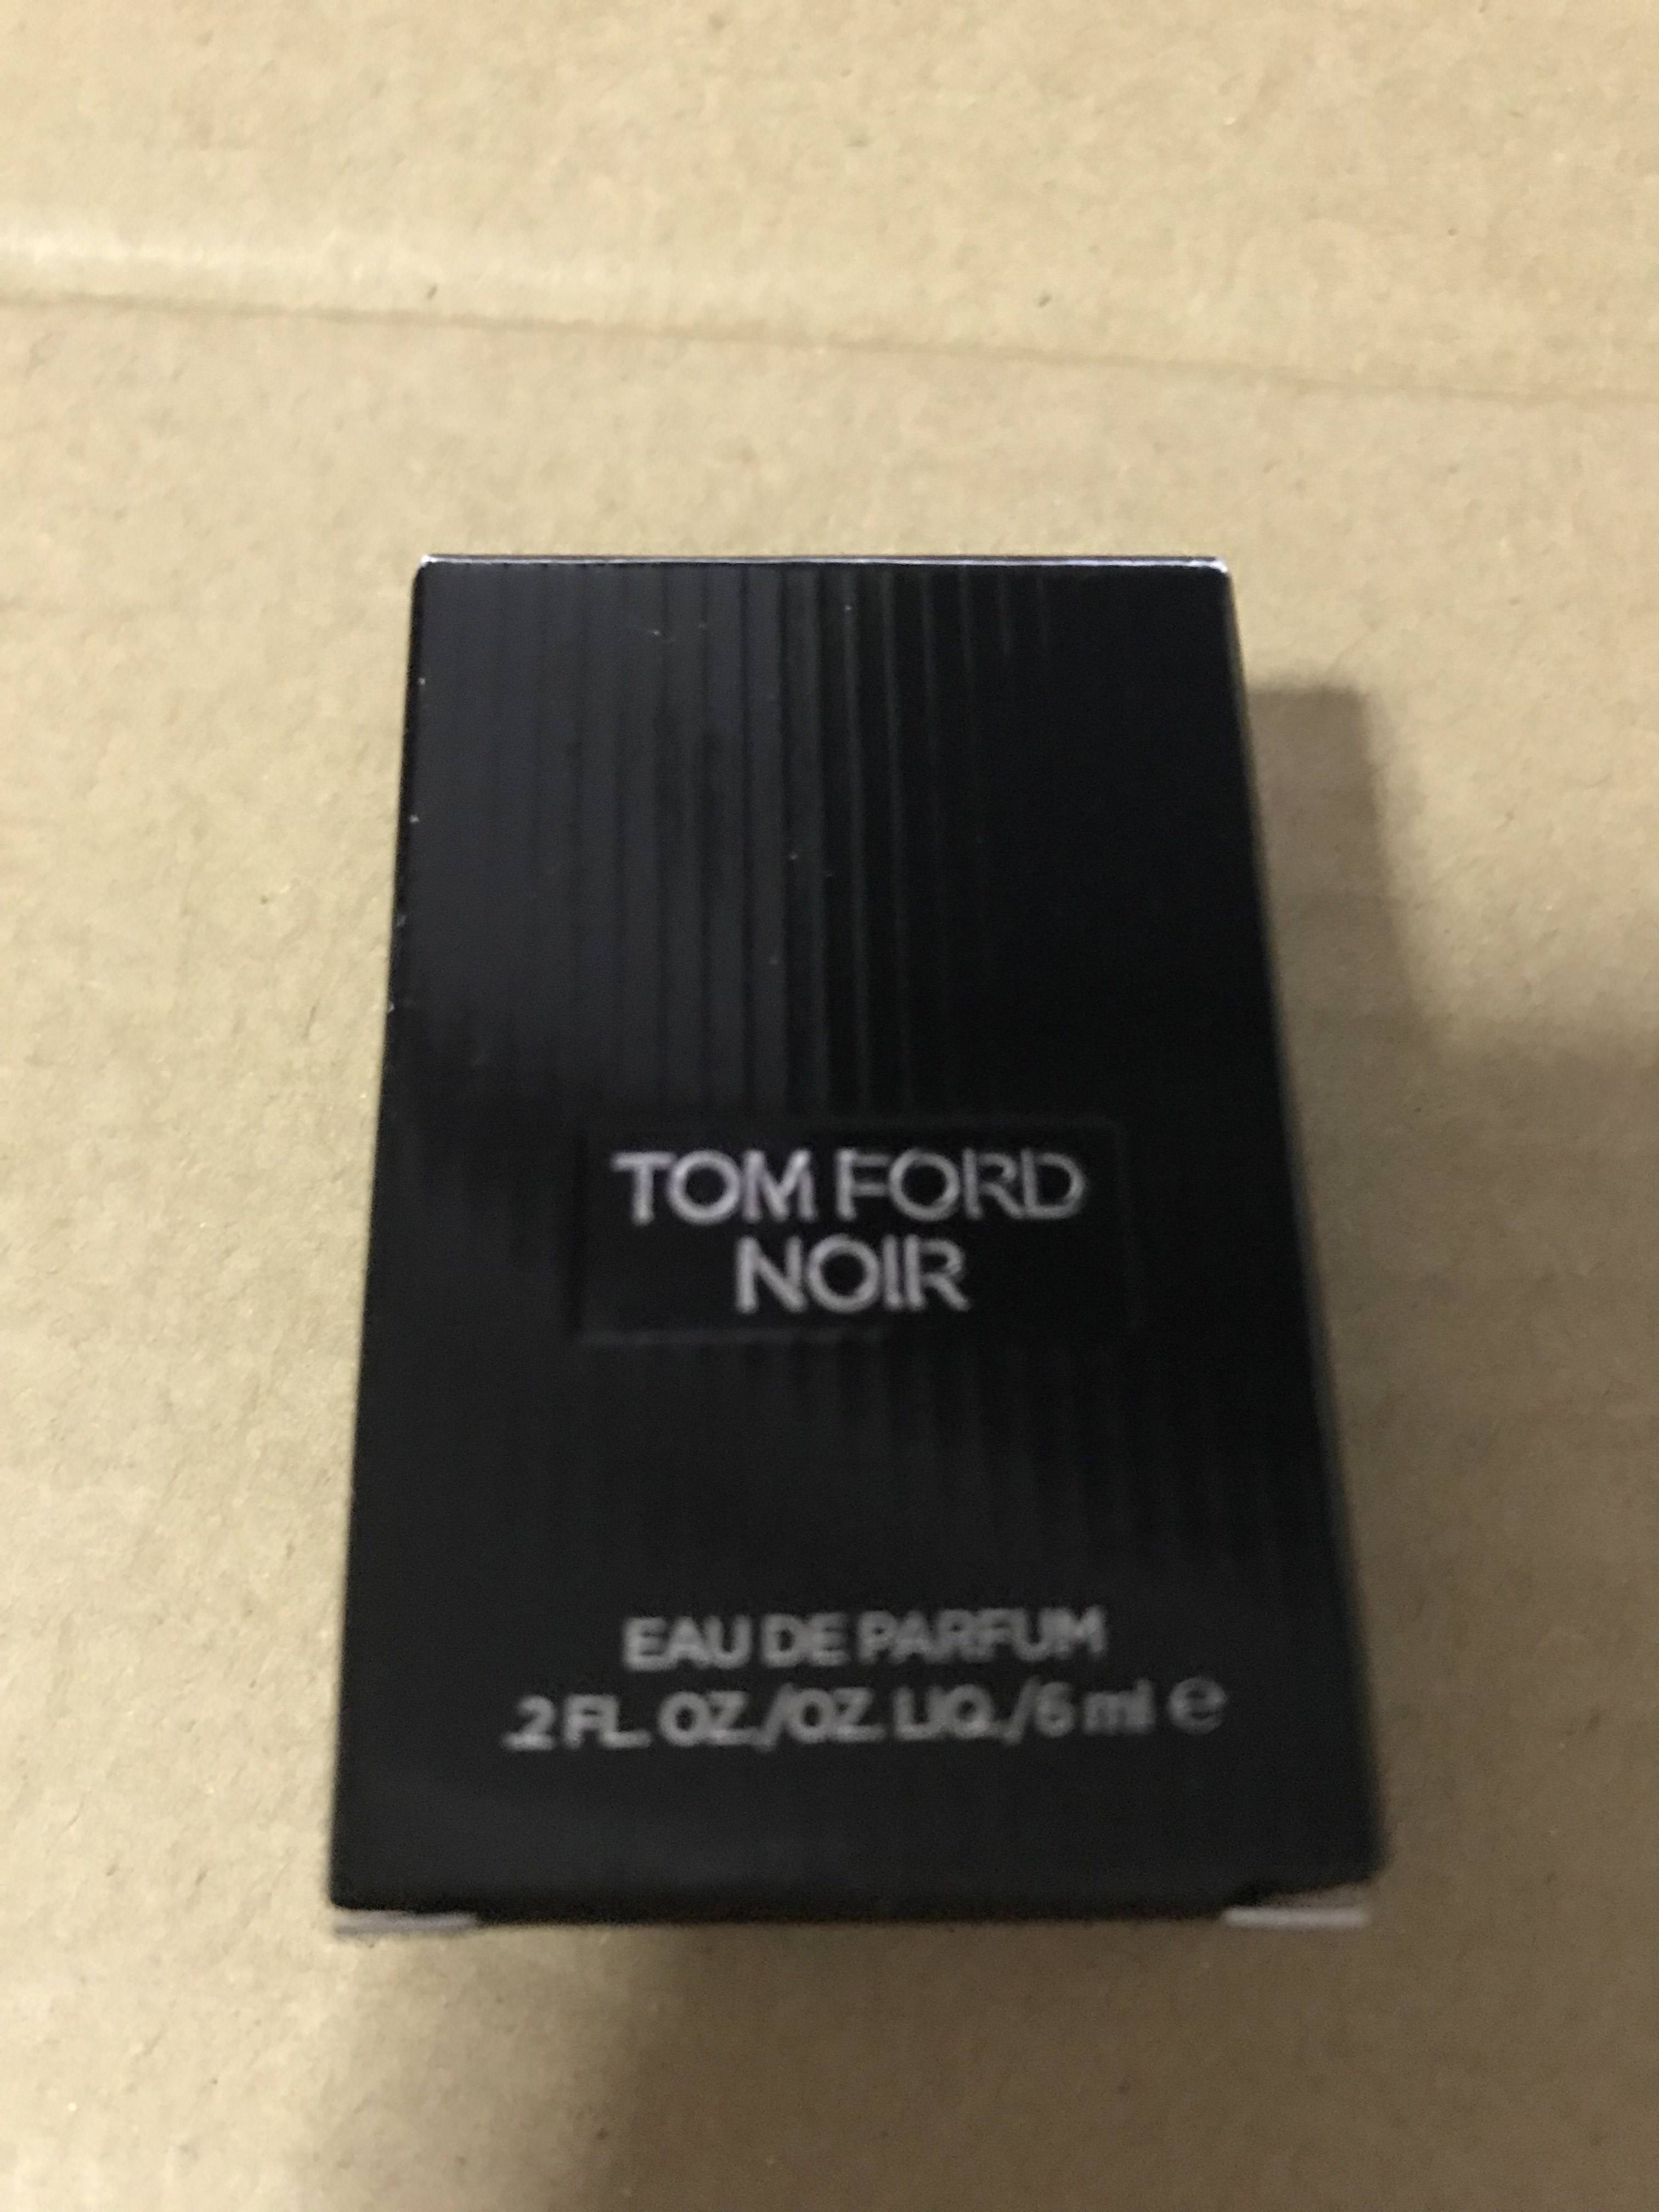 TOM FORD
NOIR
EAU DE PARFUM
.2 FL. OZ./OZ. LIQ./6 ml ℮